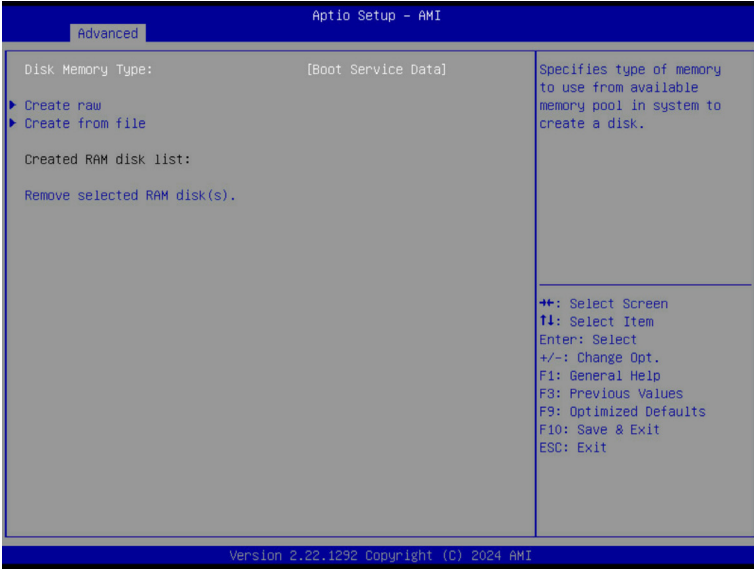 Aptio Setup – AMI
Advanced
Disk Memory Type: [Boot Service Data]
Create raw
Create from file
Created RAM disk list:
Remove selected RAM disk(s).
Specifies type of memory
to use from available
memory pool in system to
create a disk.
→←: Select Screen
↑↓: Select Item
Enter: Select
+/-: Change Opt.
F1: General Help
F3: Previous Values
F9: Optimized Defaults
F10: Save & Exit
ESC: Exit
Version 2.22.1292 Copyright (C) 2024 AMI